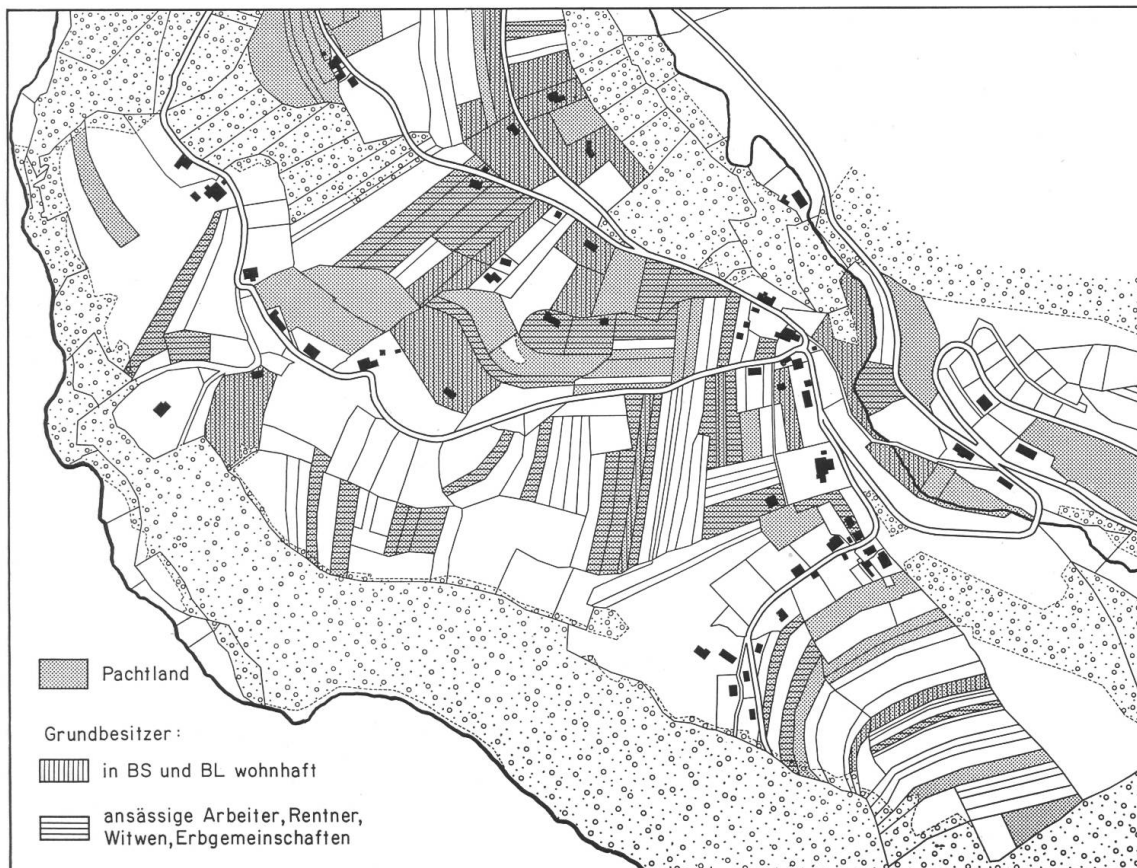 Pachtland
Grundbesitzer :
in BS und BL wohnhaft
ansässige Arbeiter, Rentner,
Witwen, Erbgemeinschaften